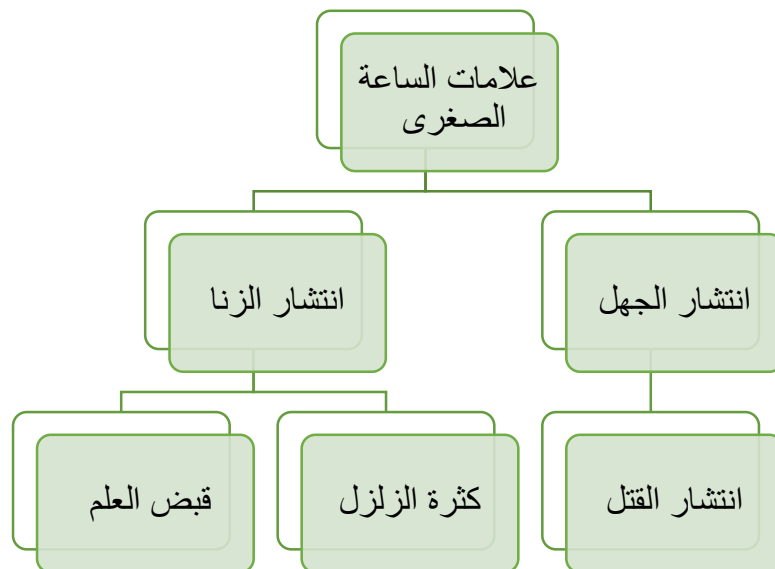 علامات الساعة
الصغرى
انتشار الجهل
انتشار الزنا
انتشار القتل
كثرة الزلزل
قبض العلم